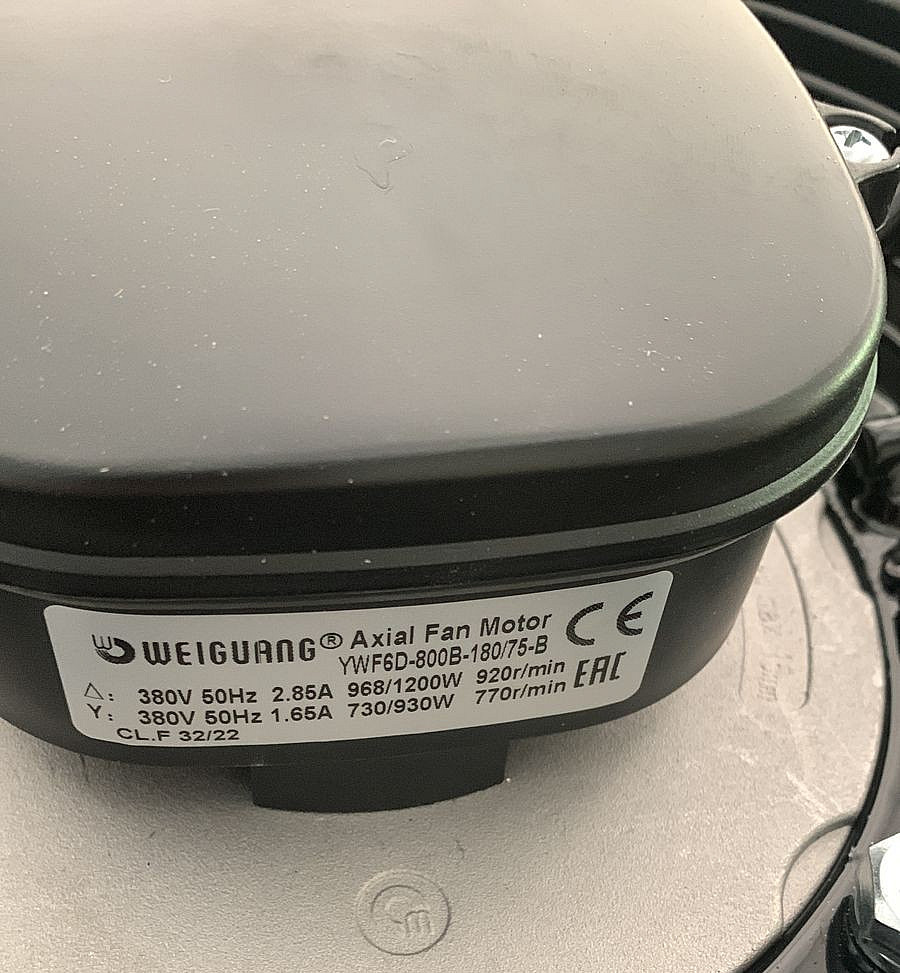 WEIGUANG® Axial Fan Motor CE
YWF6D-800B-180/75-B
△: 380V 50Hz 2.85A 968/1200W 920r/min EAC
Y: 380V 50Hz 1.65A 730/930W 770r/min
CL.F 32/22